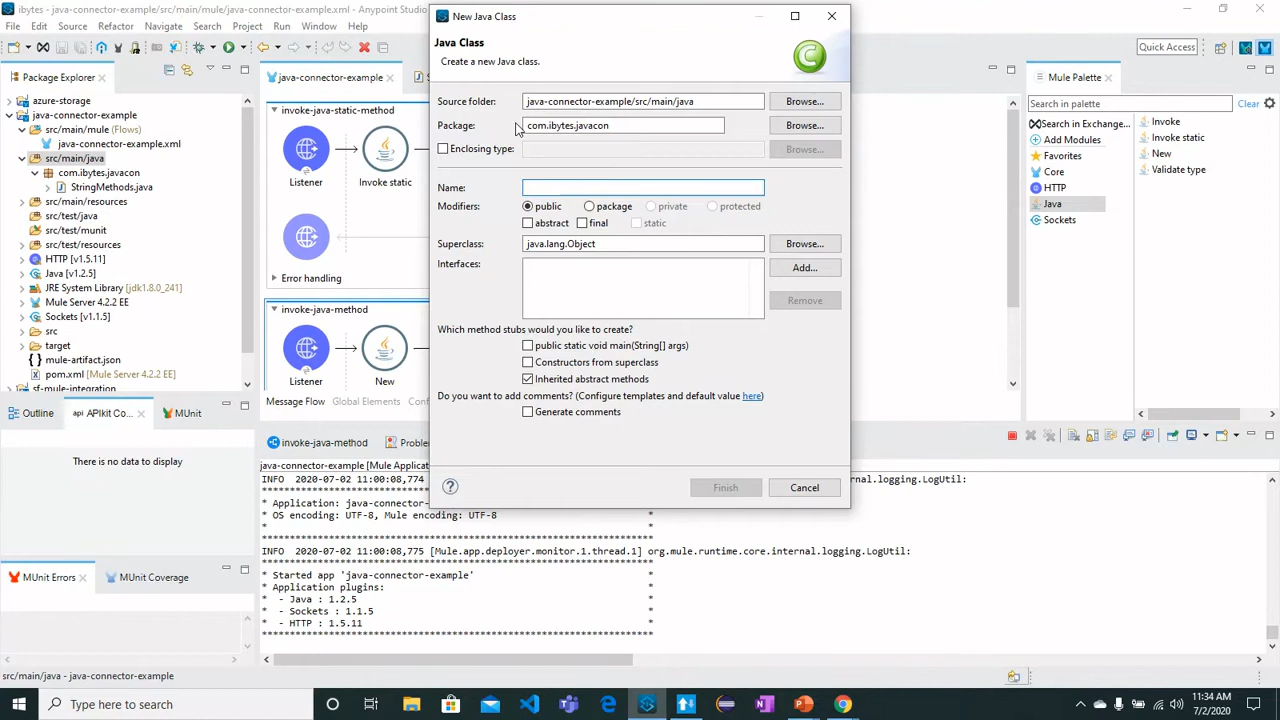 ibytes - java-connector-example/src/main/mule/java-connector-example.xml - Anypoint Studio
File Edit Source Refactor Navigate Search Project Run Window Help
Quick Access
New Java Class
Java Class
Create a new Java class.
Source folder: java-connector-example/src/main/java Browse...
Package: com.ibytes.javacon Browse...
Enclosing type: Browse...
Name:
Modifiers: public package private protected
abstract final static
Superclass: java.lang.Object Browse...
Interfaces: Add...
Remove
Which method stubs would you like to create?
public static void main(String[] args)
Constructors from superclass
Inherited abstract methods
Do you want to add comments? (Configure templates and default value here)
Generate comments
Finish Cancel
Package Explorer
azure-storage
java-connector-example
src/main/mule (Flows)
java-connector-example.xml
src/main/java
com.ibytes.javacon
StringMethods.java
src/main/resources
src/test/java
src/test/munit
src/test/resources
HTTP [v1.5.11]
Java [v1.2.5]
JRE System Library [jdk1.8.0_241]
Mule Server 4.2.2 EE
Sockets [v1.1.5]
src
target
mule-artifact.json
pom.xml [Mule Server 4.2.2 EE]
sf-mule-integration
java-connector-example
invoke-java-static-method
Listener Invoke static
Error handling
invoke-java-method
Listener New
Message Flow Global Elements
Mule Palette
Search in palette Clear
Search in Exchange...
Add Modules
Favorites
Core
HTTP
Java
Sockets
Invoke
Invoke static
New
Validate type
Outline APIkit Co... MUnit
There is no data to display
MUnit Errors MUnit Coverage
invoke-java-method
java-connector-example [Mule Applicat
INFO 2020-07-02 11:00:08,774 nternal.logging.LogUtil:
**********************************************************************
* Application: java-connector-
* OS encoding: UTF-8, Mule encoding: UTF-8 *
* *
**********************************************************************
INFO 2020-07-02 11:00:08,775 [Mule.app.deployer.monitor.1.thread.1] org.mule.runtime.core.internal.logging.LogUtil:
**********************************************************************
* Started app 'java-connector-example' *
* Application plugins: *
* - Java : 1.2.5 *
* - Sockets : 1.1.5 *
* - HTTP : 1.5.11 *
**********************************************************************
src/main/java - java-connector-example
Type here to search
11:34 AM
7/2/2020